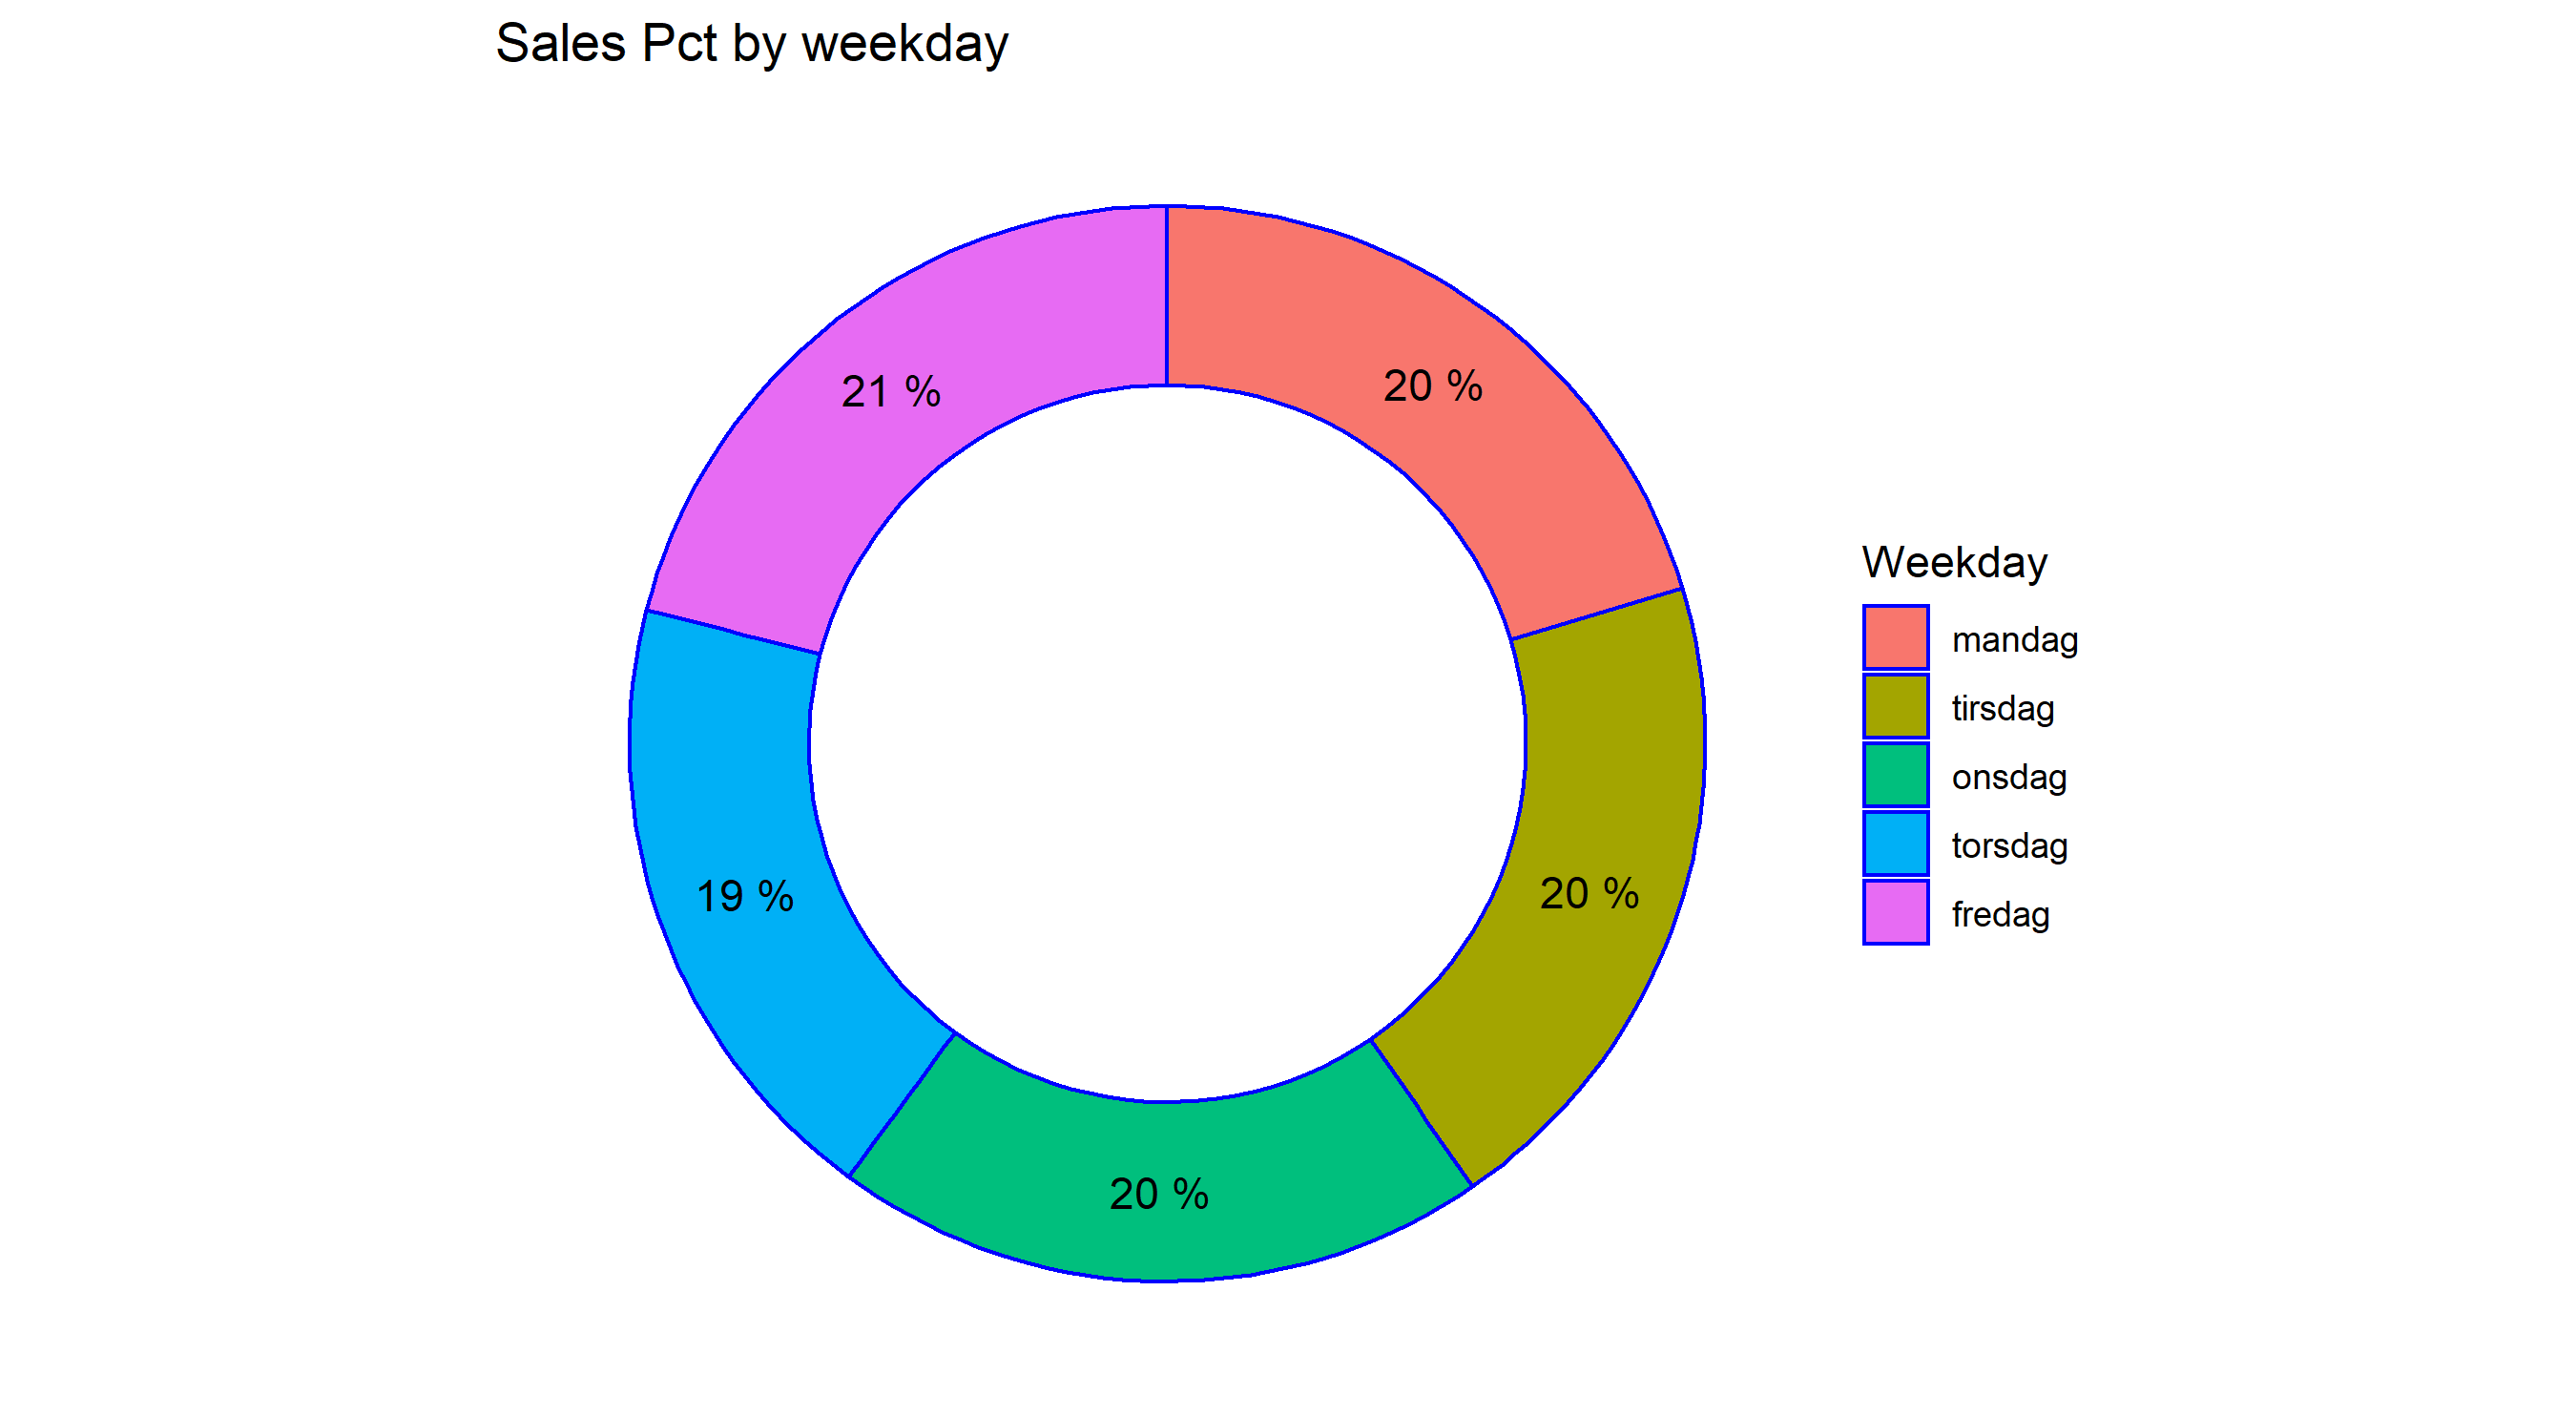 Sales Pct by weekday
21 %
20 %
19 %
20 %
20 %
Weekday
mandag
tirsdag
onsdag
torsdag
fredag